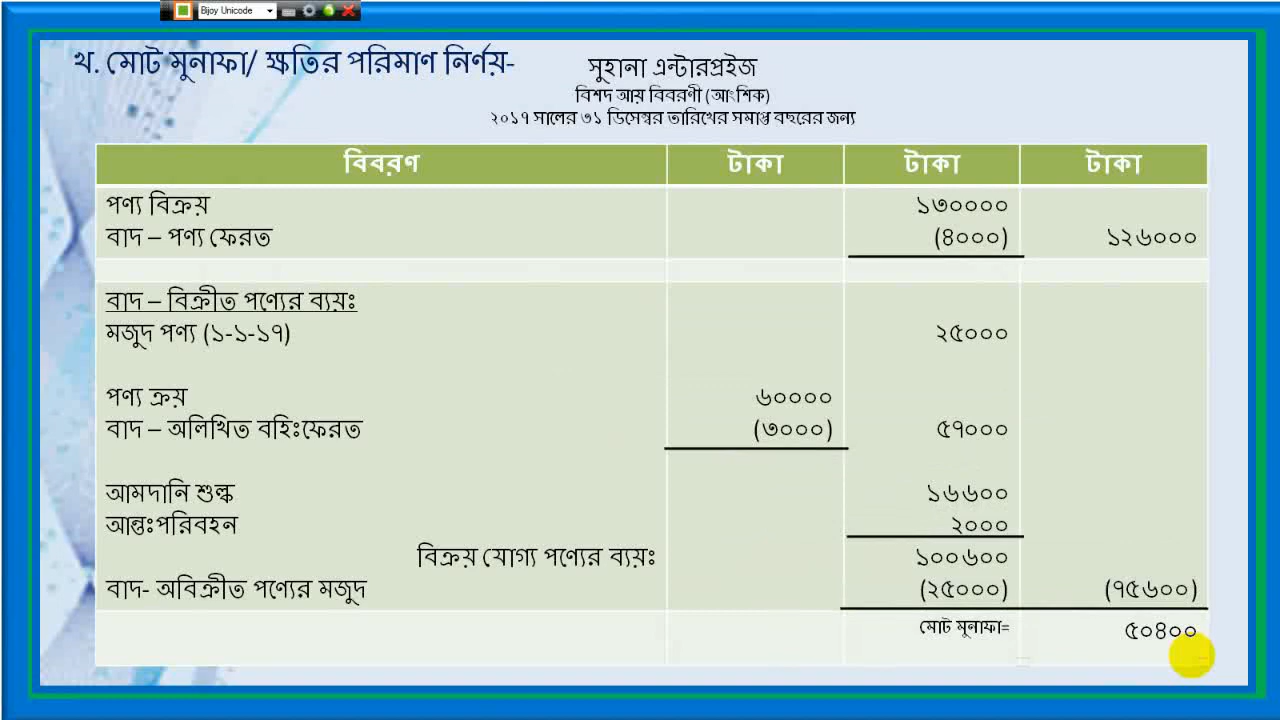 Bijoy Unicode
খ. মোট মুনাফা/ ক্ষতির পরিমাণ নির্ণয়-
সুহানা এন্টারপ্রইজ
বিশদ আয় বিবরণী (আংশিক)
২০১৭ সালের ৩১ ডিসেম্বর তারিখের সমাপ্ত বছরের জন্য
বিবরণ টাকা টাকা টাকা
পণ্য বিক্রয় ১৩০০০০
বাদ – পণ্য ফেরত (৪০০০) ১২৬০০০
বাদ – বিক্রীত পণ্যের ব্যয়ঃ
মজুদ পণ্য (১-১-১৭) ২৫০০০
পণ্য ক্রয় ৬০০০০
বাদ – অলিখিত বহিঃফেরত (৩০০০) ৫৭০০০
আমদানি শুল্ক ১৬৬০০
আন্তঃপরিবহন ২০০০
বিক্রয় যোগ্য পণ্যের ব্যয়ঃ ১০০৬০০
বাদ- অবিক্রীত পণ্যের মজুদ (২৫০০০) (৭৫৬০০)
মোট মুনাফা= ৫০৪০০